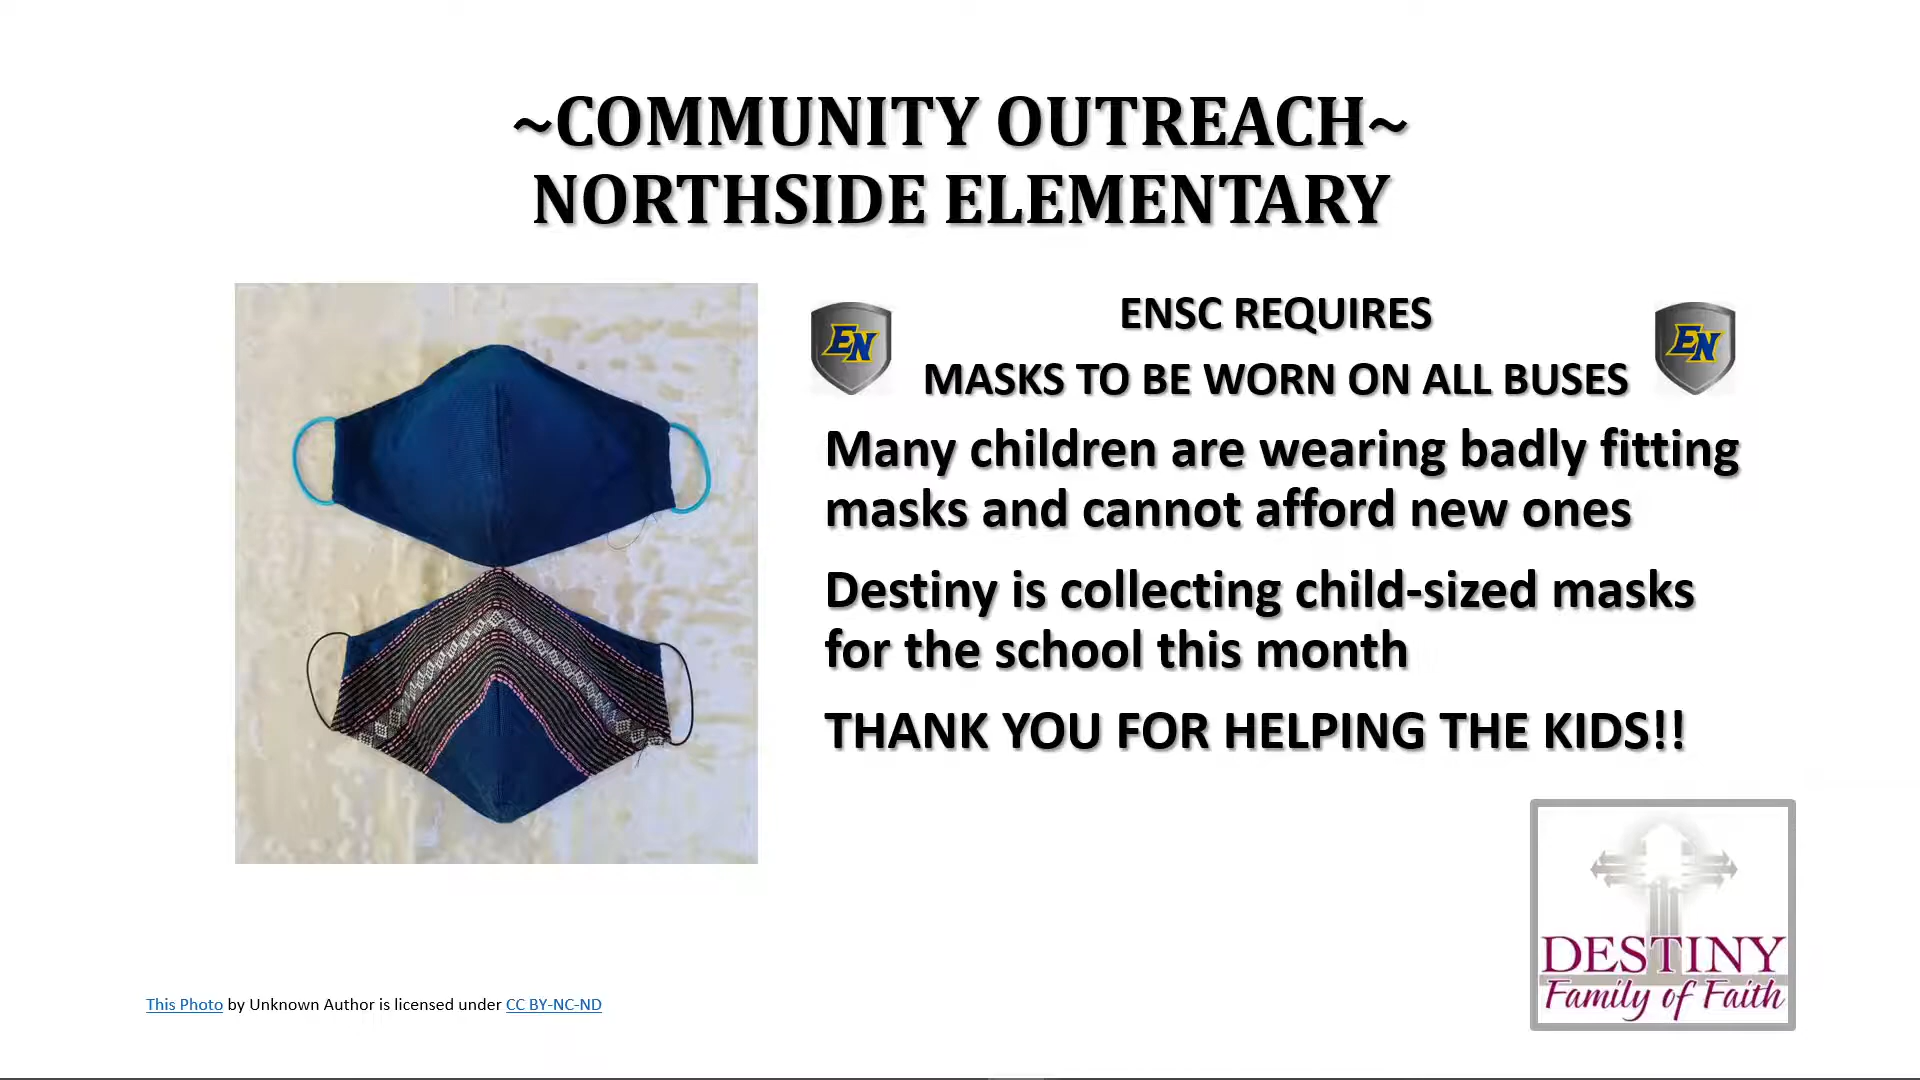 ~COMMUNITY OUTREACH~
NORTHSIDE ELEMENTARY
ENSC REQUIRES
MASKS TO BE WORN ON ALL BUSES
EN
EN
Many children are wearing badly fitting
masks and cannot afford new ones
Destiny is collecting child-sized masks
for the school this month
THANK YOU FOR HELPING THE KIDS!!
DESTINY
Family of Faith
This Photo by Unknown Author is licensed under CC BY-NC-ND